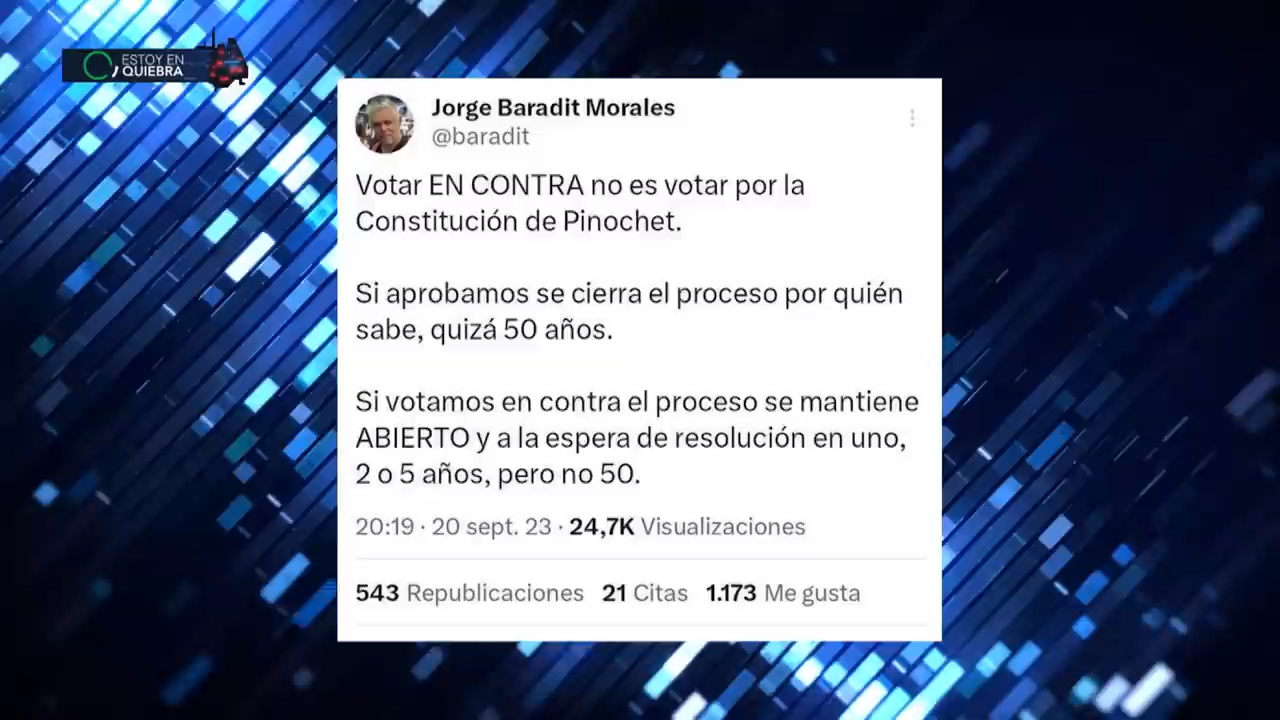 ESTOY EN
QUIEBRA
Jorge Baradit Morales
@baradit
Votar EN CONTRA no es votar por la
Constitución de Pinochet.
Si aprobamos se cierra el proceso por quién
sabe, quizá 50 años.
Si votamos en contra el proceso se mantiene
ABIERTO y a la espera de resolución en uno,
2 o 5 años, pero no 50.
20:19 · 20 sept. 23 · 24,7K Visualizaciones
543 Republicaciones 21 Citas 1.173 Me gusta